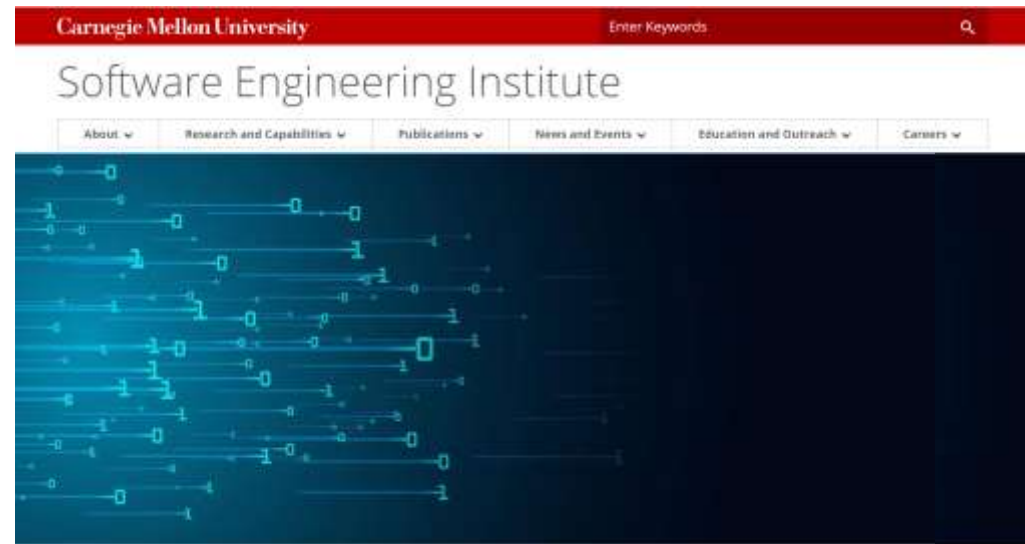 Carnegie Mellon University
Enter Keywords
Software Engineering Institute
About
Research and Capabilities
Publications
News and Events
Education and Outreach
Careers